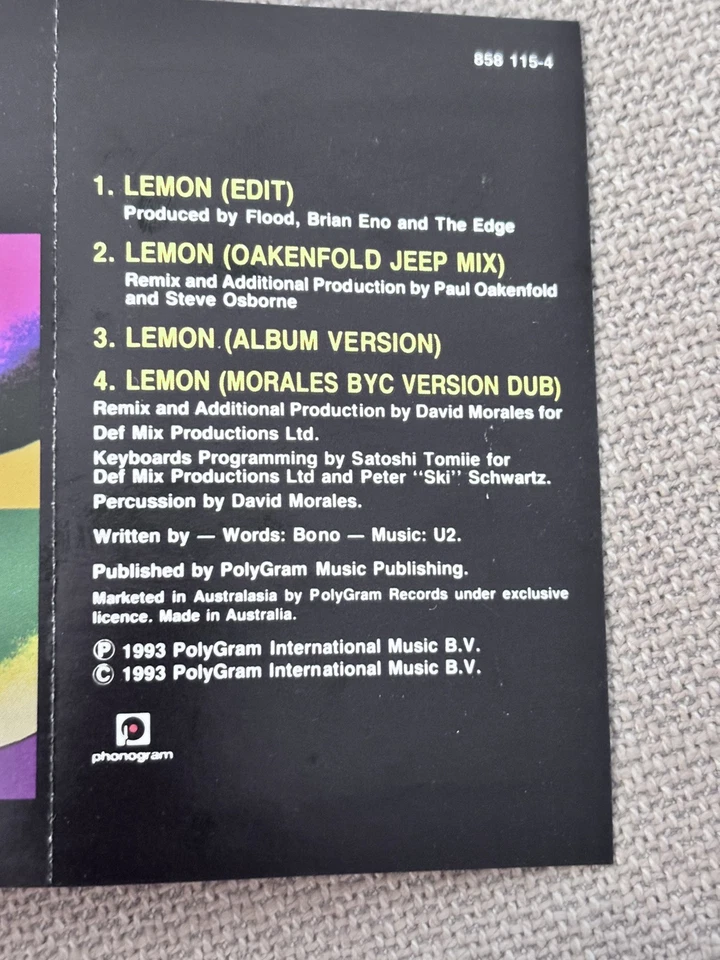 858 115-4
1. LEMON (EDIT)
Produced by Flood, Brian Eno and The Edge
2. LEMON (OAKENFOLD JEEP MIX)
Remix and Additional Production by Paul Oakenfold
and Steve Osborne
3. LEMON (ALBUM VERSION)
4. LEMON (MORALES BYC VERSION DUB)
Remix and Additional Production by David Morales for
Def Mix Productions Ltd.
Keyboards Programming by Satoshi Tomiie for
Def Mix Productions Ltd and Peter “Ski” Schwartz.
Percussion by David Morales.
Written by — Words: Bono — Music: U2.
Published by PolyGram Music Publishing.
Marketed in Australasia by PolyGram Records under exclusive
licence. Made in Australia.
Ⓟ 1993 PolyGram International Music B.V.
© 1993 PolyGram International Music B.V.
phonogram